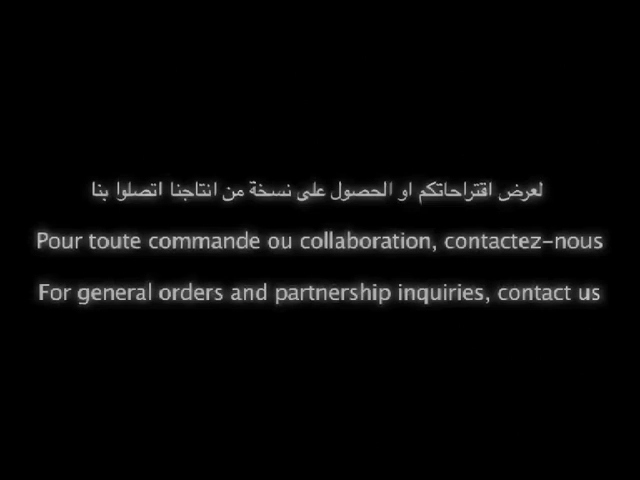 لعرض اقتراحاتكم او الحصول على نسخة من انتاجنا اتصلوا بنا
Pour toute commande ou collaboration, contactez-nous
For general orders and partnership inquiries, contact us